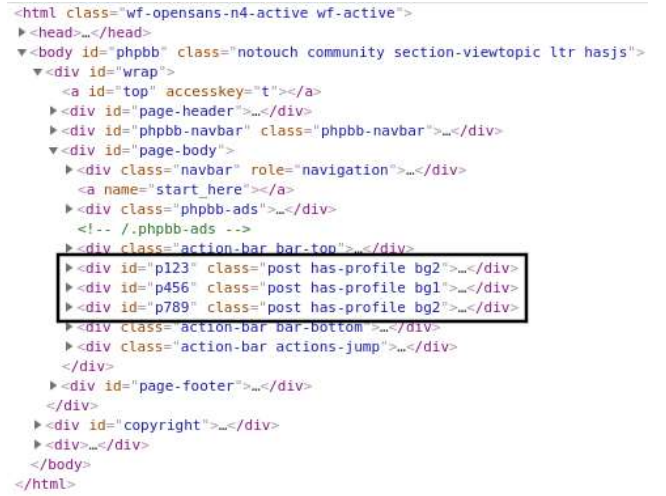 <html class="wf-opensans-n4-active wf-active">
<head>…</head>
<body id="phpbb" class="notouch community section-viewtopic ltr hasjs">
<div id="wrap">
<a id="top" accesskey="t"></a>
<div id="page-header">…</div>
<div id="phpbb-navbar" class="phpbb-navbar">…</div>
<div id="page-body">
<div class="navbar" role="navigation">…</div>
<a name="start_here"></a>
<div class="phpbb-ads">…</div>
<!-- /.phpbb-ads -->
<div class="action-bar bar-top">…</div>
<div id="p123" class="post has-profile bg2">…</div>
<div id="p456" class="post has-profile bg1">…</div>
<div id="p789" class="post has-profile bg2">…</div>
<div class="action-bar bar-bottom">…</div>
<div class="action-bar actions-jump">…</div>
</div>
<div id="page-footer">…</div>
</div>
<div id="copyright">…</div>
<div>…</div>
</body>
</html>